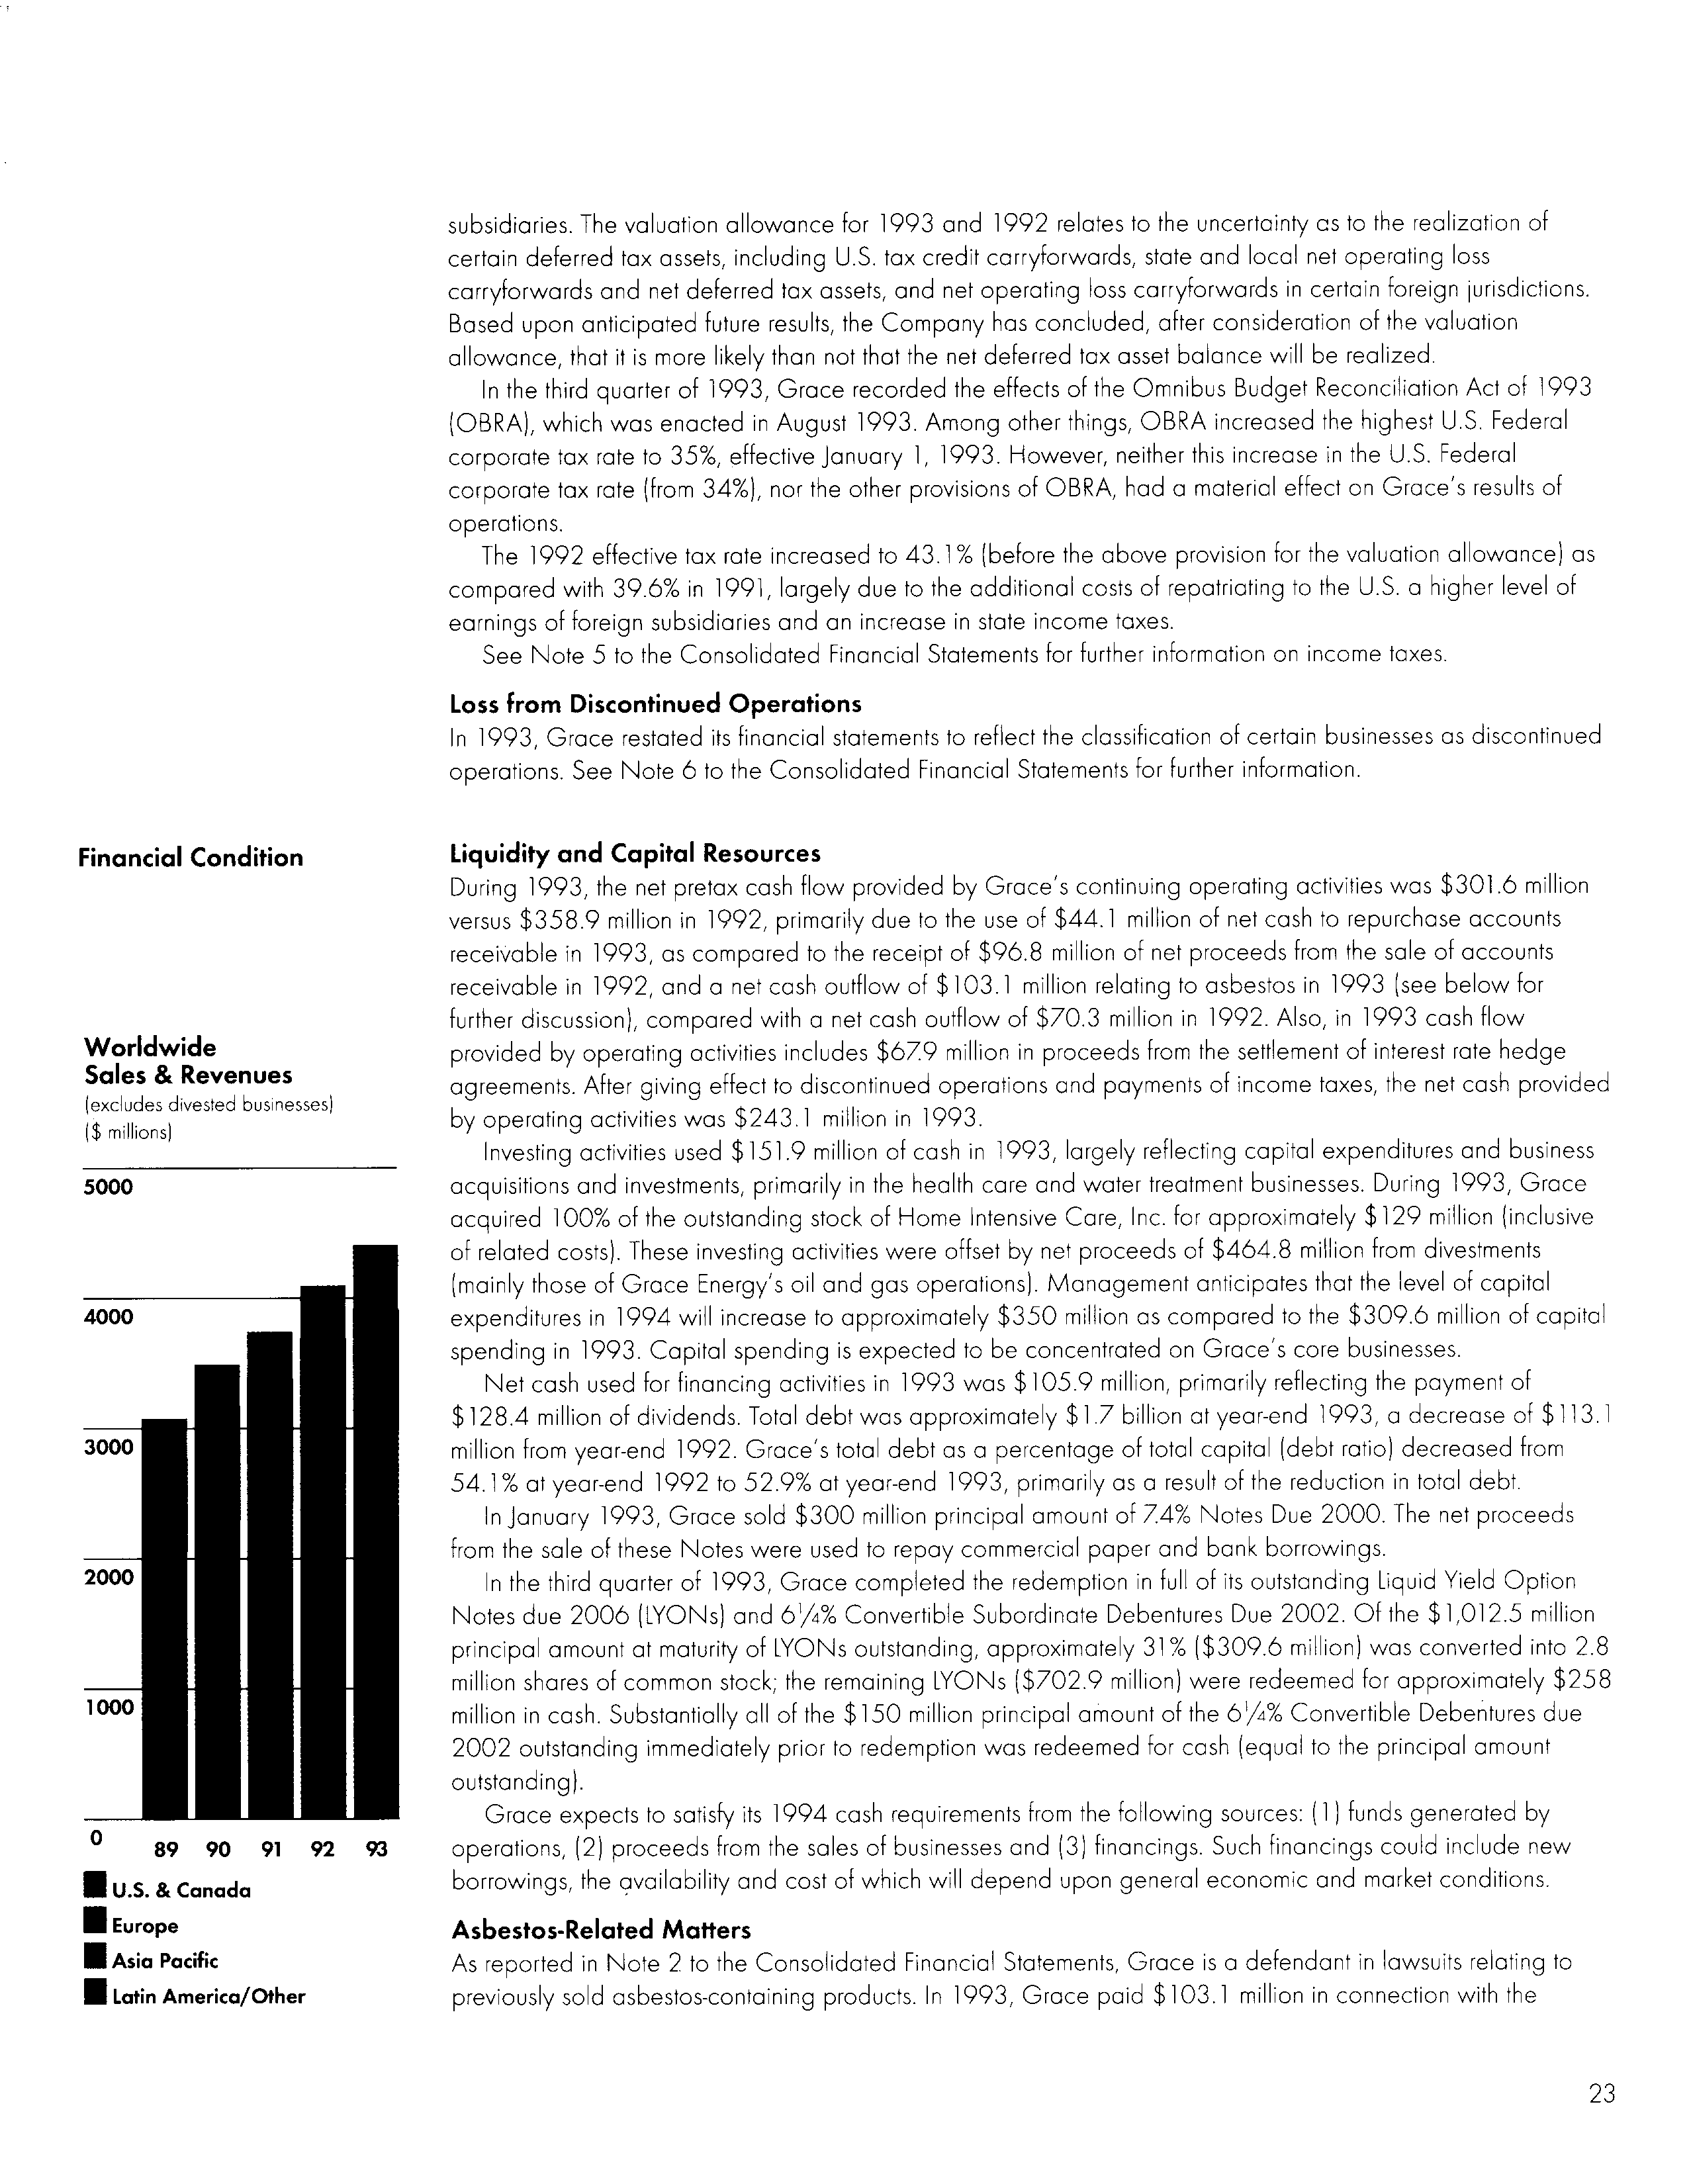 subsidiaries. The valuation allowance for 1993 and 1992 relates to the uncertainty as to the realization of
certain deferred tax assets, including U.S. tax credit carryforwards, state and local net operating loss
carryforwards and net deferred tax assets, and net operating loss carryforwards in certain foreign jurisdictions.
Based upon anticipated future results, the Company has concluded, after consideration of the valuation
allowance, that it is more likely than not that the net deferred tax asset balance will be realized.
In the third quarter of 1993, Grace recorded the effects of the Omnibus Budget Reconciliation Act of 1993
(OBRA), which was enacted in August 1993. Among other things, OBRA increased the highest U.S. Federal
corporate tax rate to 35%, effective January 1, 1993. However, neither this increase in the U.S. Federal
corporate tax rate (from 34%), nor the other provisions of OBRA, had a material effect on Grace's results of
operations.
The 1992 effective tax rate increased to 43.1% (before the above provision for the valuation allowance) as
compared with 39.6% in 1991, largely due to the additional costs of repatriating to the U.S. a higher level of
earnings of foreign subsidiaries and an increase in state income taxes.
See Note 5 to the Consolidated Financial Statements for further information on income taxes.
Loss from Discontinued Operations
In 1993, Grace restated its financial statements to reflect the classification of certain businesses as discontinued
operations. See Note 6 to the Consolidated Financial Statements for further information.
Financial Condition
Liquidity and Capital Resources
During 1993, the net pretax cash flow provided by Grace's continuing operating activities was $301.6 million
versus $358.9 million in 1992, primarily due to the use of $44.1 million of net cash to repurchase accounts
receivable in 1993, as compared to the receipt of $96.8 million of net proceeds from the sale of accounts
receivable in 1992, and a net cash outflow of $103.1 million relating to asbestos in 1993 (see below for
further discussion), compared with a net cash outflow of $70.3 million in 1992. Also, in 1993 cash flow
provided by operating activities includes $67.9 million in proceeds from the settlement of interest rate hedge
agreements. After giving effect to discontinued operations and payments of income taxes, the net cash provided
by operating activities was $243.1 million in 1993.
Investing activities used $151.9 million of cash in 1993, largely reflecting capital expenditures and business
acquisitions and investments, primarily in the health care and water treatment businesses. During 1993, Grace
acquired 100% of the outstanding stock of Home Intensive Care, Inc. for approximately $129 million (inclusive
of related costs). These investing activities were offset by net proceeds of $464.8 million from divestments
(mainly those of Grace Energy's oil and gas operations). Management anticipates that the level of capital
expenditures in 1994 will increase to approximately $350 million as compared to the $309.6 million of capital
spending in 1993. Capital spending is expected to be concentrated on Grace's core businesses.
Net cash used for financing activities in 1993 was $105.9 million, primarily reflecting the payment of
$128.4 million of dividends. Total debt was approximately $1.7 billion at year-end 1993, a decrease of $113.1
million from year-end 1992. Grace's total debt as a percentage of total capital (debt ratio) decreased from
54.1% at year-end 1992 to 52.9% at year-end 1993, primarily as a result of the reduction in total debt.
In January 1993, Grace sold $300 million principal amount of 7.4% Notes Due 2000. The net proceeds
from the sale of these Notes were used to repay commercial paper and bank borrowings.
In the third quarter of 1993, Grace completed the redemption in full of its outstanding Liquid Yield Option
Notes due 2006 (LYONs) and 6¼% Convertible Subordinate Debentures Due 2002. Of the $1,012.5 million
principal amount at maturity of LYONs outstanding, approximately 31% ($309.6 million) was converted into 2.8
million shares of common stock; the remaining LYONs ($702.9 million) were redeemed for approximately $258
million in cash. Substantially all of the $150 million principal amount of the 6¼% Convertible Debentures due
2002 outstanding immediately prior to redemption was redeemed for cash (equal to the principal amount
outstanding).
Grace expects to satisfy its 1994 cash requirements from the following sources: (1) funds generated by
operations, (2) proceeds from the sales of businesses and (3) financings. Such financings could include new
borrowings, the availability and cost of which will depend upon general economic and market conditions.
Asbestos-Related Matters
As reported in Note 2 to the Consolidated Financial Statements, Grace is a defendant in lawsuits relating to
previously sold asbestos-containing products. In 1993, Grace paid $103.1 million in connection with the
Worldwide
Sales & Revenues
(excludes divested businesses)
($ millions)
5000
4000
3000
2000
1000
0
89 90 91 92 93
U.S. & Canada
Europe
Asia Pacific
Latin America/Other
23